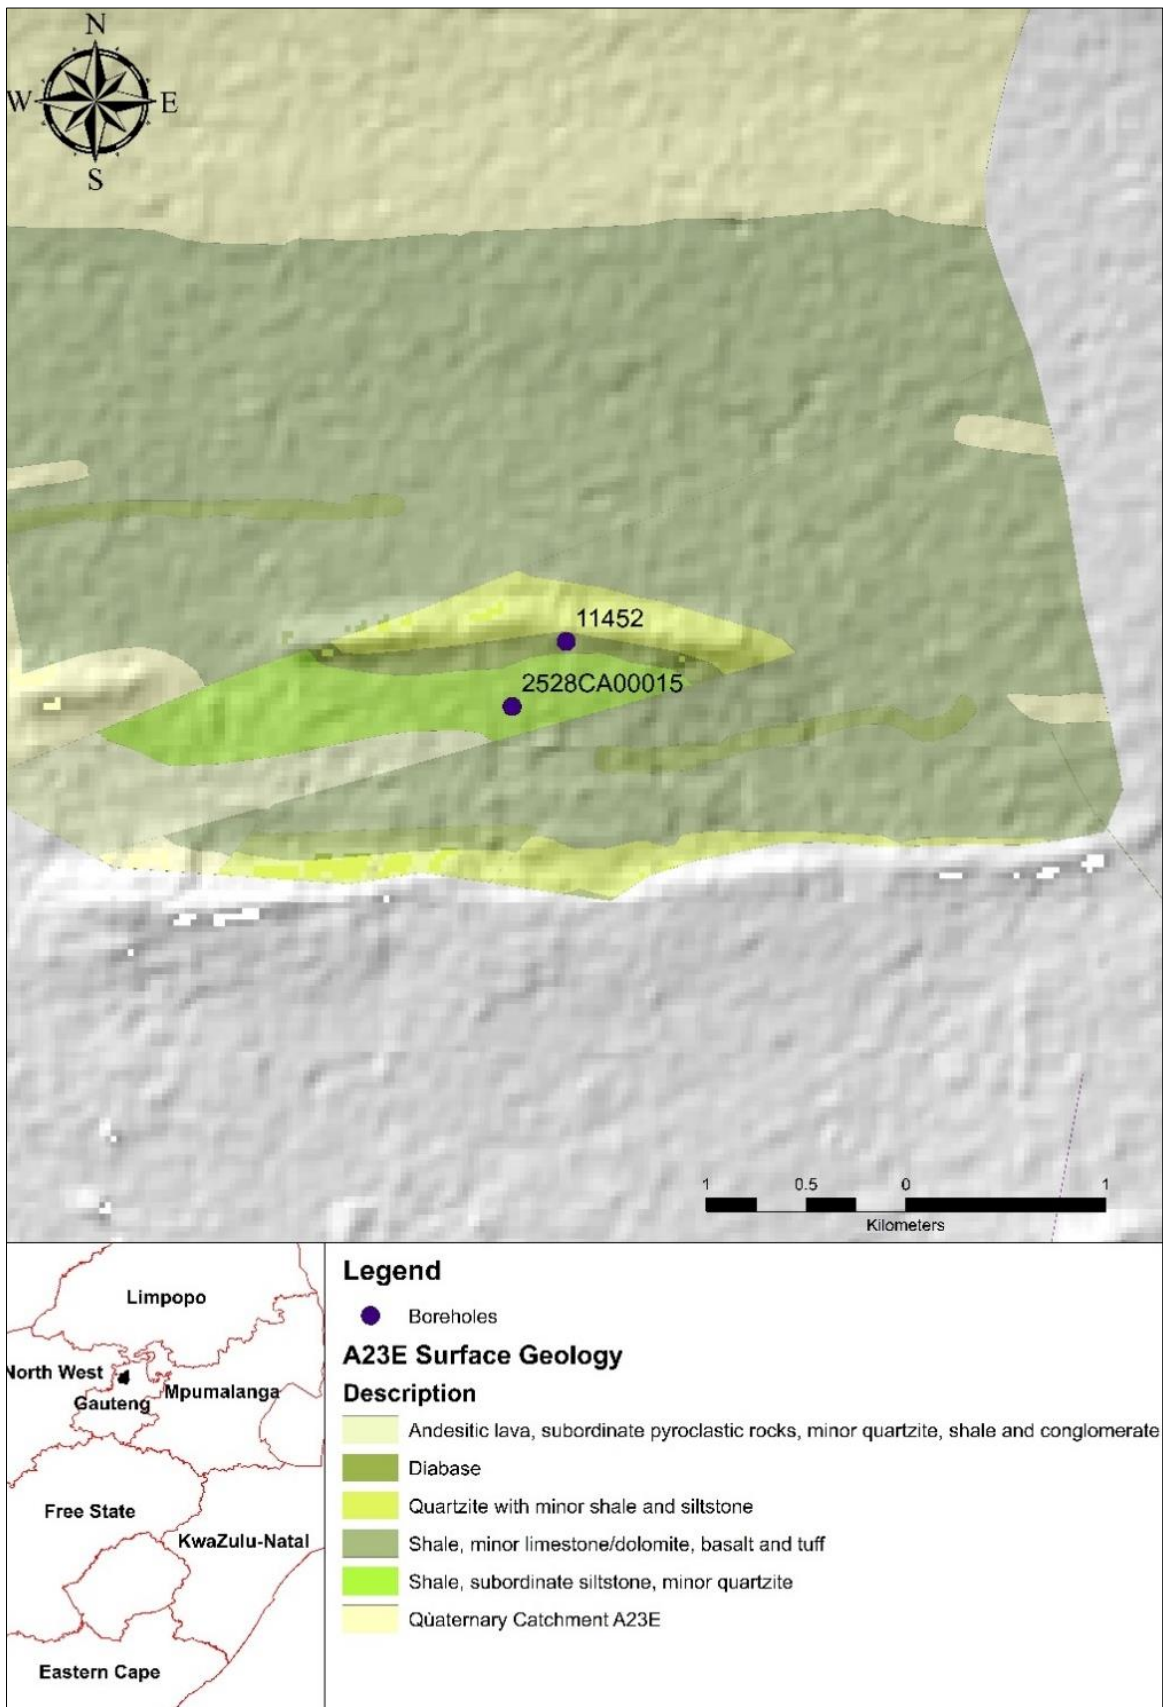 N
W E
S
11452
2528CA00015
1 0.5 0 1
Kilometers
Limpopo
North West
Mpumalanga
Gauteng
Free State
KwaZulu-Natal
Eastern Cape
Legend
Boreholes
A23E Surface Geology
Description
Andesitic lava, subordinate pyroclastic rocks, minor quartzite, shale and conglomerate
Diabase
Quartzite with minor shale and siltstone
Shale, minor limestone/dolomite, basalt and tuff
Shale, subordinate siltstone, minor quartzite
Quaternary Catchment A23E